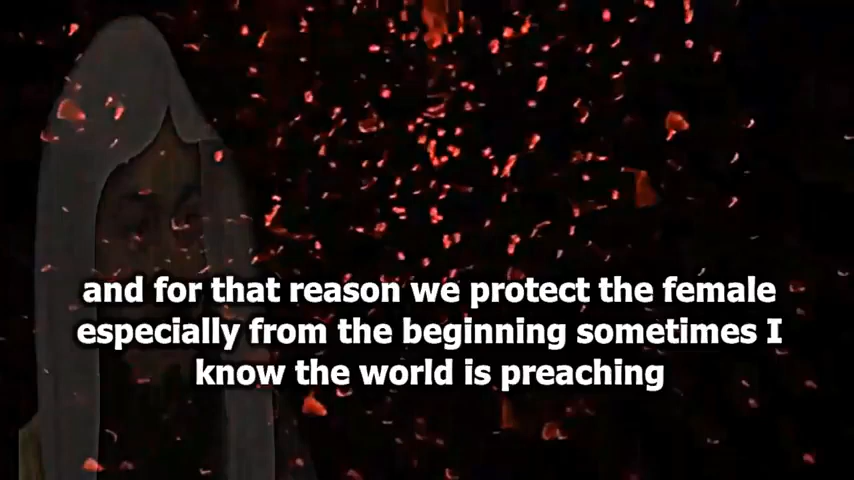 and for that reason we protect the female
especially from the beginning sometimes I
know the world is preaching